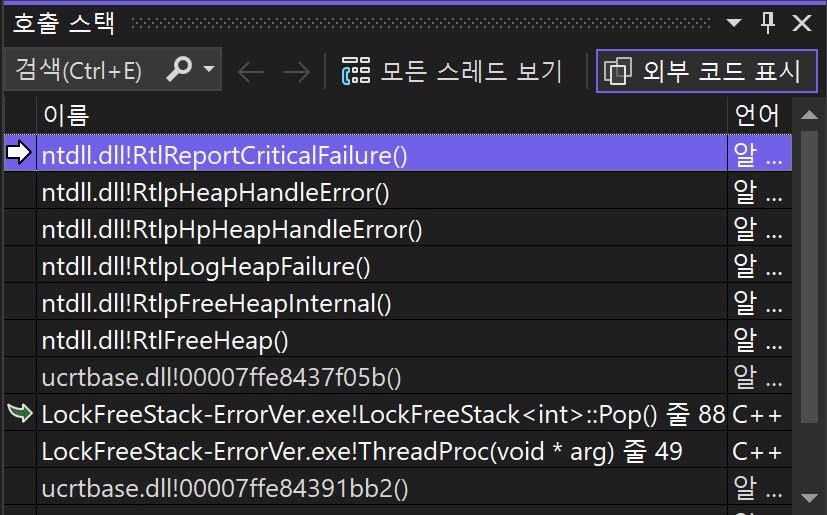 호출 스택
검색(Ctrl+E) 모든 스레드 보기 외부 코드 표시
이름 언어
ntdll.dll!RtlReportCriticalFailure() 알 ...
ntdll.dll!RtlpHeapHandleError() 알 ...
ntdll.dll!RtlpHpHeapHandleError() 알 ...
ntdll.dll!RtlpLogHeapFailure() 알 ...
ntdll.dll!RtlpFreeHeapInternal() 알 ...
ntdll.dll!RtlFreeHeap() 알 ...
ucrtbase.dll!00007ffe8437f05b() 알 ...
LockFreeStack-ErrorVer.exe!LockFreeStack<int>::Pop() 줄 88 C++
LockFreeStack-ErrorVer.exe!ThreadProc(void * arg) 줄 49 C++
ucrtbase.dll!00007ffe84391bb2() 알 ...